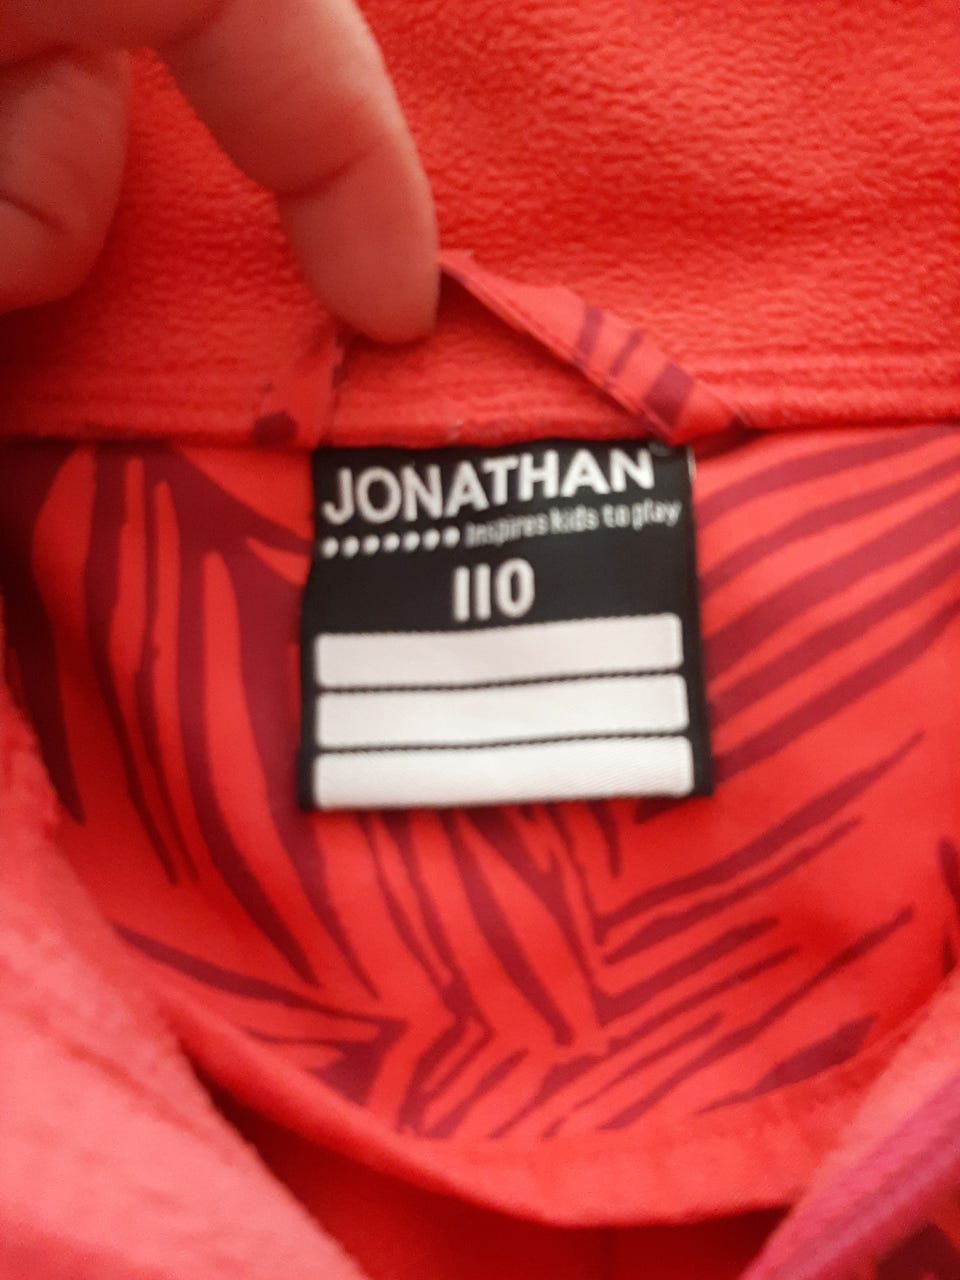 JONATHAN
Inspires kids to play
110